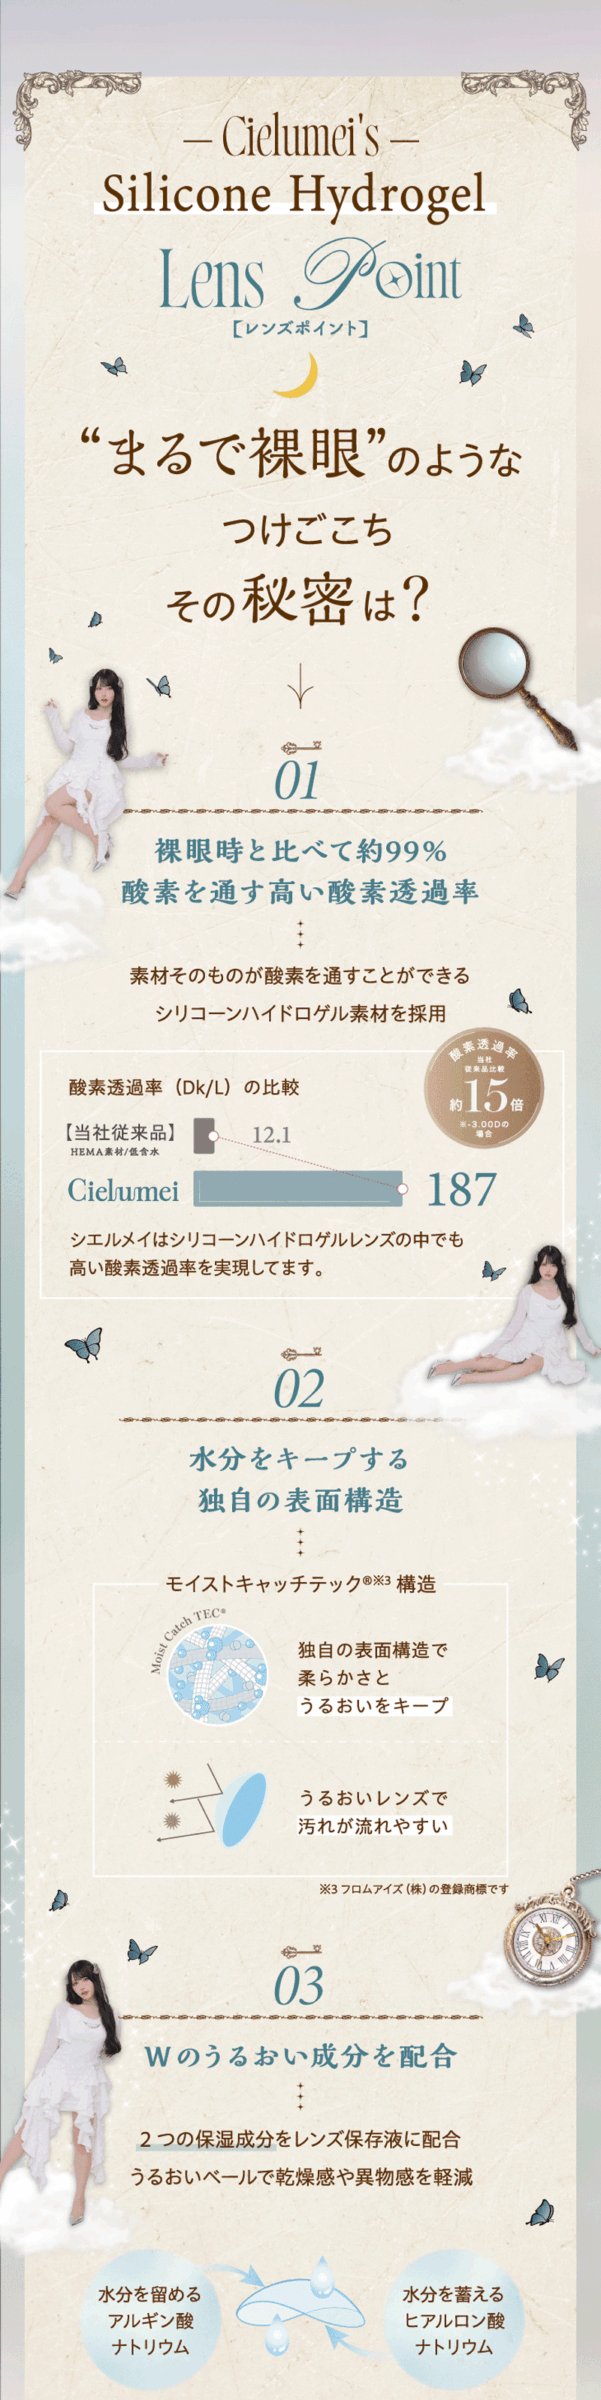 — Cielumei's —
Silicone Hydrogel
Lens Point
［レンズポイント］
“まるで裸眼”のような
つけごこち
その秘密は？
01
裸眼時と比べて約99%
酸素を通す高い酸素透過率
素材そのものが酸素を通すことができる
シリコーンハイドロゲル素材を採用
酸素透過率
当社
従来品比較
約15倍
※-3.00Dの
場合
酸素透過率（Dk/L）の比較
【当社従来品】 12.1
HEMA素材/低含水
Cielumei 187
シエルメイはシリコーンハイドロゲルレンズの中でも
高い酸素透過率を実現してます。
02
水分をキープする
独自の表面構造
モイストキャッチテック®※3 構造
Moist Catch TEC®
独自の表面構造で
柔らかさと
うるおいをキープ
うるおいレンズで
汚れが流れやすい
※3 フロムアイズ（株）の登録商標です
03
Wのうるおい成分を配合
2 つの保湿成分をレンズ保存液に配合
うるおいベールで乾燥感や異物感を軽減
水分を留める
アルギン酸
ナトリウム
水分を蓄える
ヒアルロン酸
ナトリウム